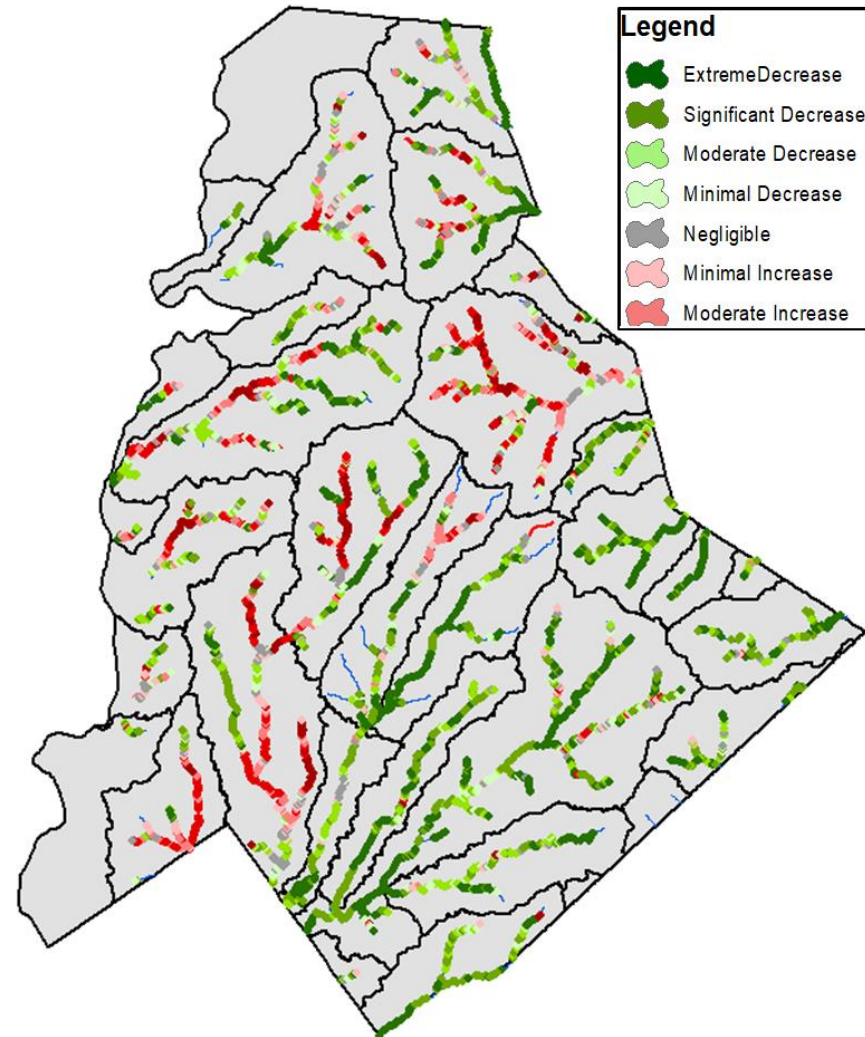 Legend
ExtremeDecrease
Significant Decrease
Moderate Decrease
Minimal Decrease
Negligible
Minimal Increase
Moderate Increase